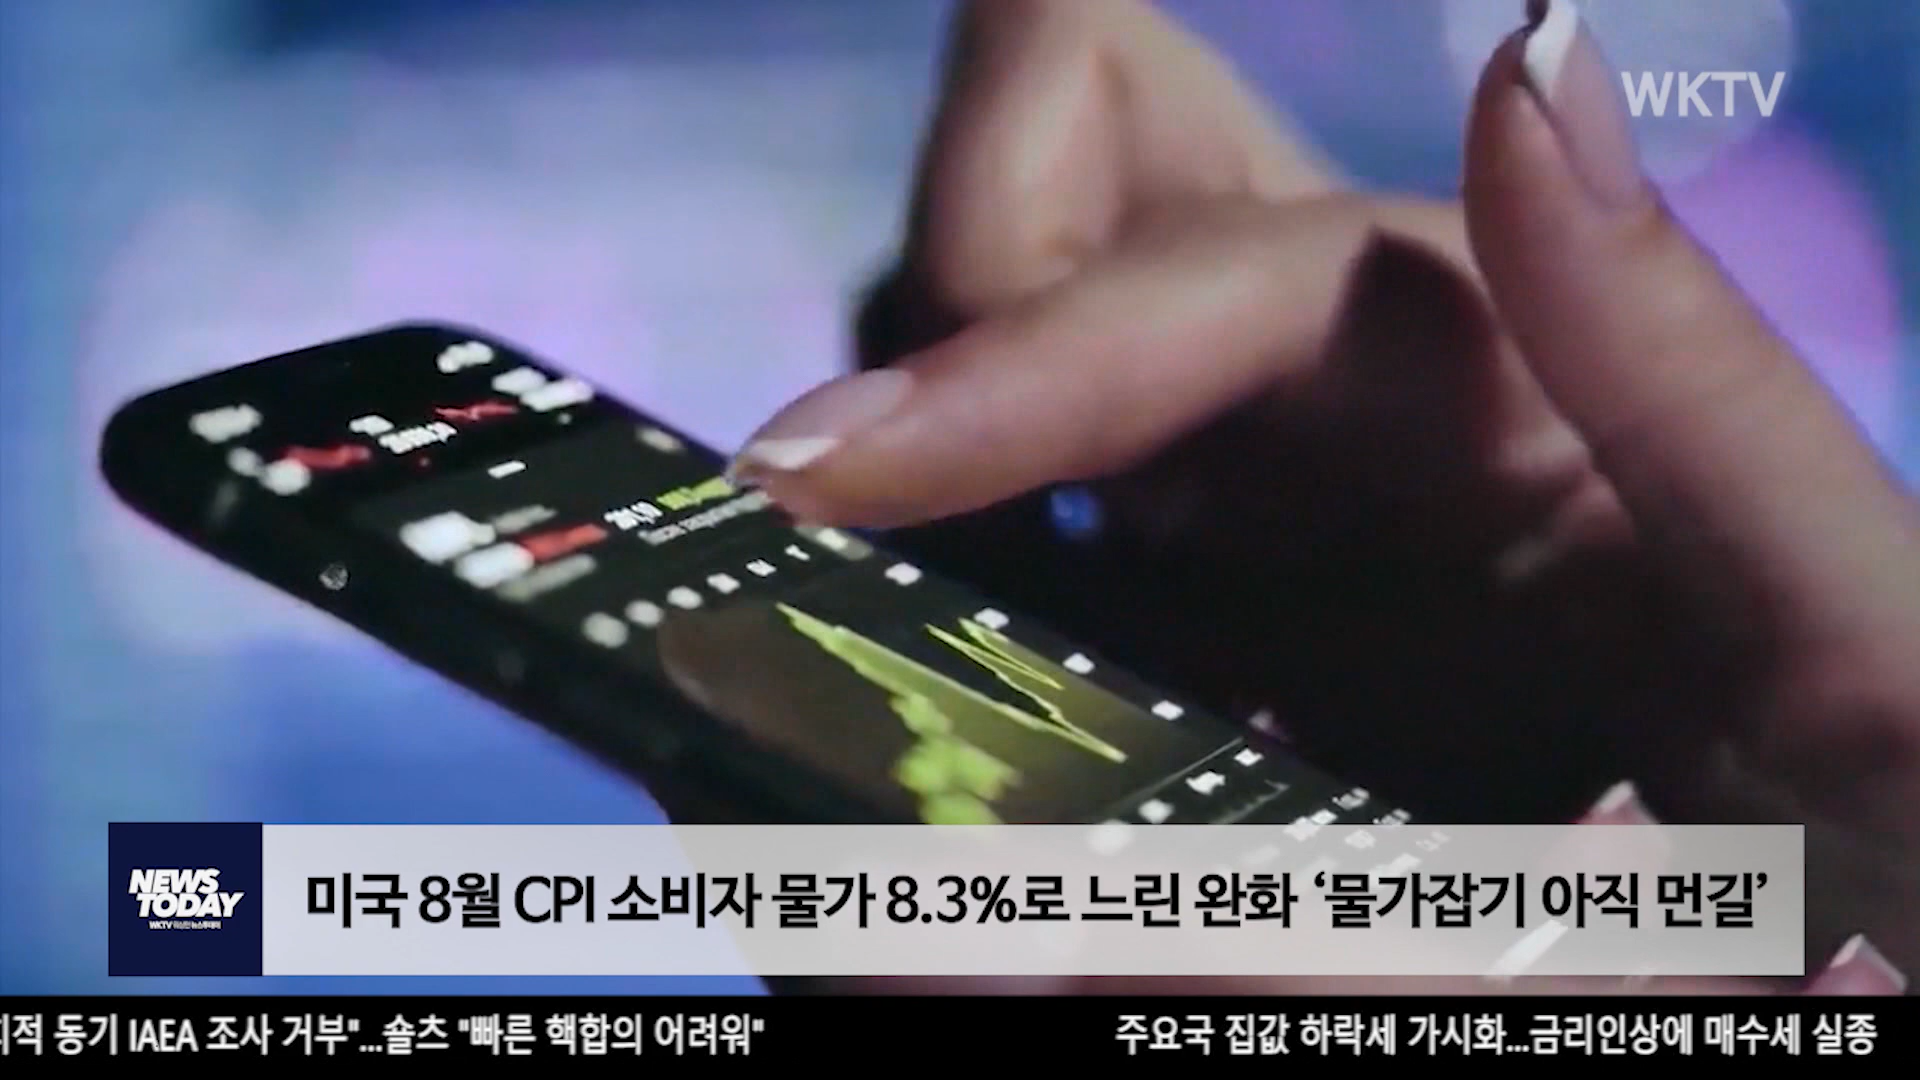 WKTV
NEWS
TODAY
미국 8월 CPI 소비자 물가 8.3%로 느린 완화 ‘물가잡기 아직 먼길’
동기 IAEA 조사 거부"...숄츠 "빠른 핵합의 어려워"
주요국 집값 하락세 가시화...금리인상에 매수세 실종